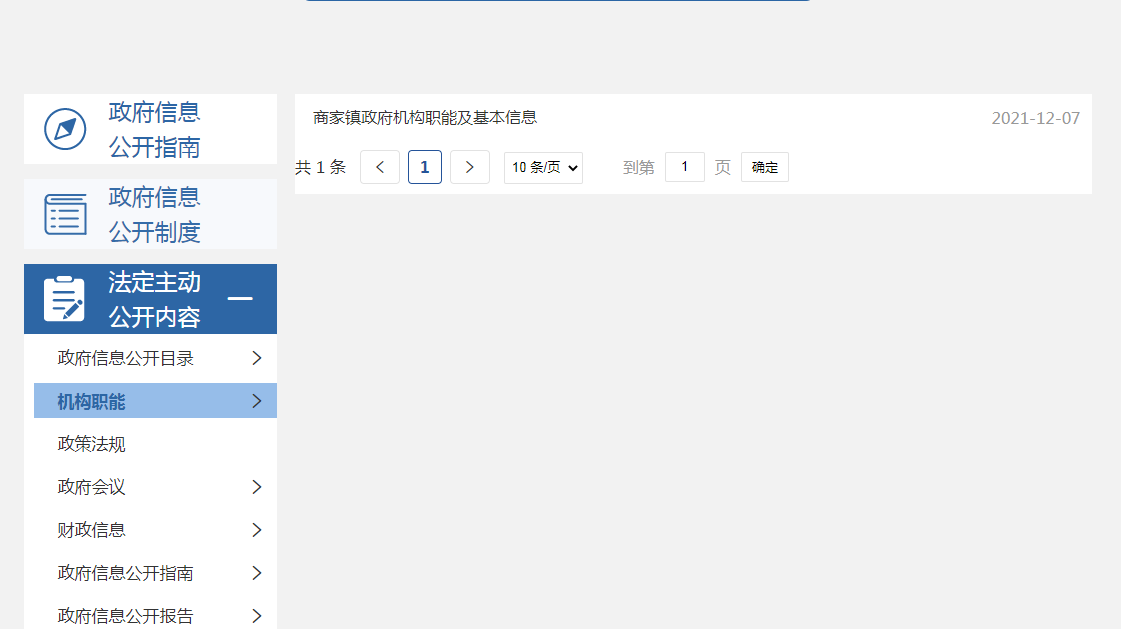 政府信息
公开指南
政府信息
公开制度
法定主动
公开内容
政府信息公开目录
机构职能
政策法规
政府会议
财政信息
政府信息公开指南
政府信息公开报告
商家镇政府机构职能及基本信息 2021-12-07
共 1 条 1 10 条/页 到第 1 页 确定